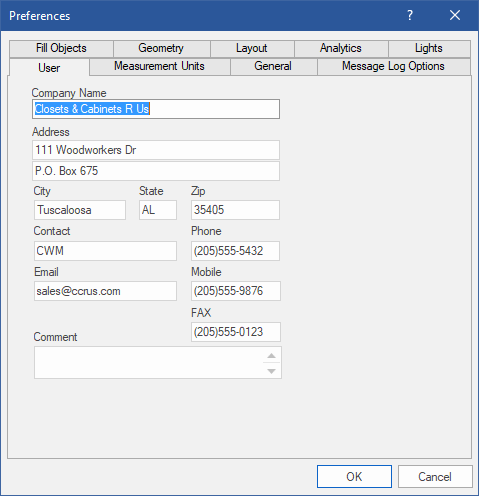 Preferences ? ×
Fill Objects Geometry Layout Analytics Lights
User Measurement Units General Message Log Options
Company Name
Closets & Cabinets R Us
Address
111 Woodworkers Dr
P.O. Box 675
City State Zip
Tuscaloosa AL 35405
Contact Phone
CWM (205)555-5432
Email Mobile
sales@ccrus.com (205)555-9876
FAX
(205)555-0123
Comment
OK Cancel